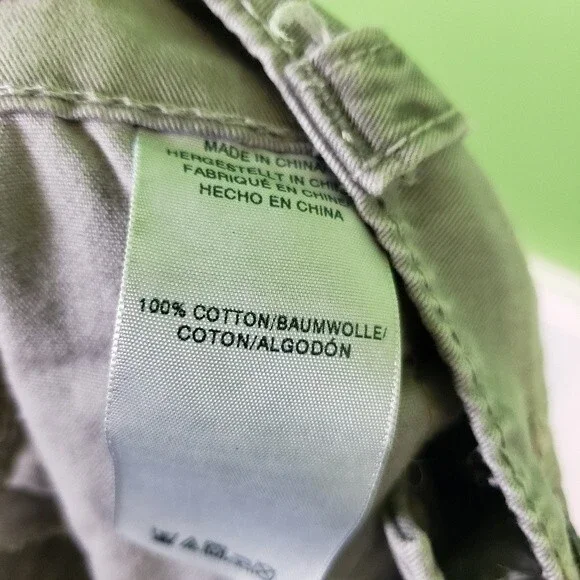 MADE IN CHINA
HERGESTELLT IN CHINA
FABRIQUÉ EN CHINE
HECHO EN CHINA
100% COTTON/BAUMWOLLE/
COTON/ALGODÓN